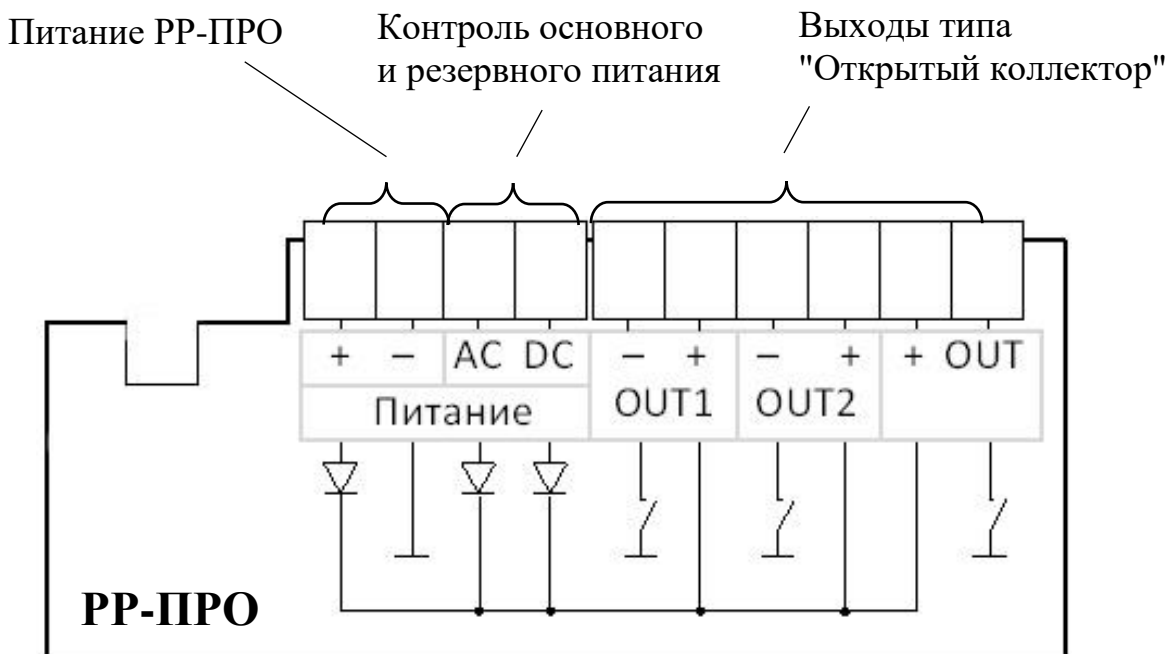 Питание РР-ПРО
Контроль основного
и резервного питания
Выходы типа
"Открытый коллектор"
+ − AC DC − + − + + OUT
Питание OUT1 OUT2
РР-ПРО